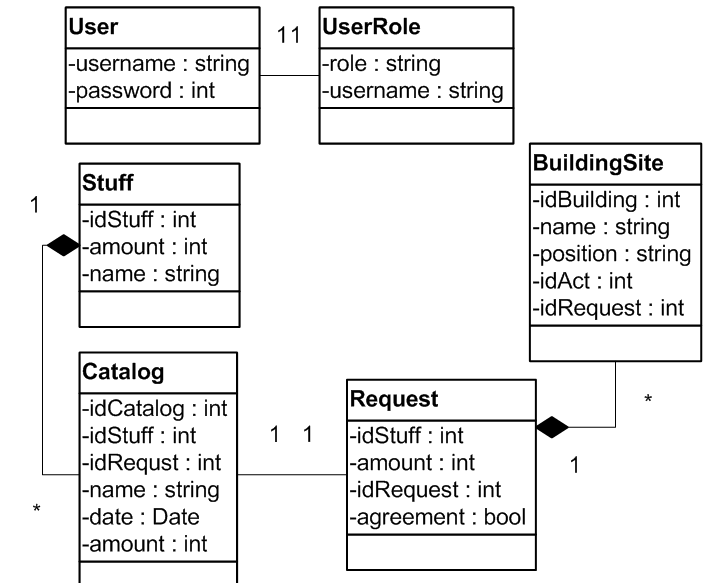 User
-username : string
-password : int
1 1
UserRole
-role : string
-username : string
Stuff
-idStuff : int
-amount : int
-name : string
1
*
BuildingSite
-idBuilding : int
-name : string
-position : string
-idAct : int
-idRequest : int
Catalog
-idCatalog : int
-idStuff : int
-idRequst : int
-name : string
-date : Date
-amount : int
1 1
Request
-idStuff : int
-amount : int
-idRequest : int
-agreement : bool
*
1